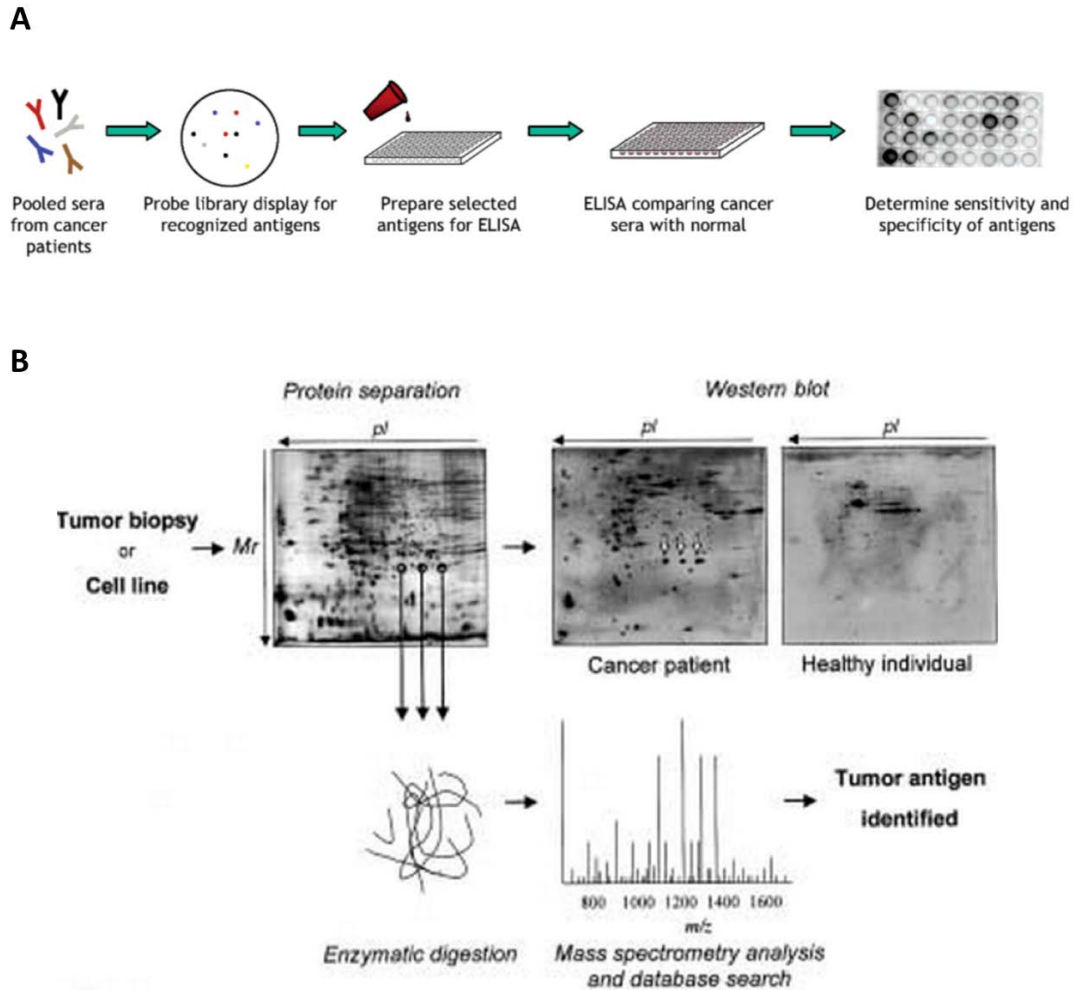 A
Pooled sera
from cancer
patients
Probe library display for
recognized antigens
Prepare selected
antigens for ELISA
ELISA comparing cancer
sera with normal
Determine sensitivity and
specificity of antigens
B
Protein separation
Western blot
pI
pI
pI
Tumor biopsy
or
Cell line
Mr
Cancer patient
Healthy individual
Tumor antigen
identified
800 1000 1200 1400 1600
m/z
Enzymatic digestion
Mass spectrometry analysis
and database search